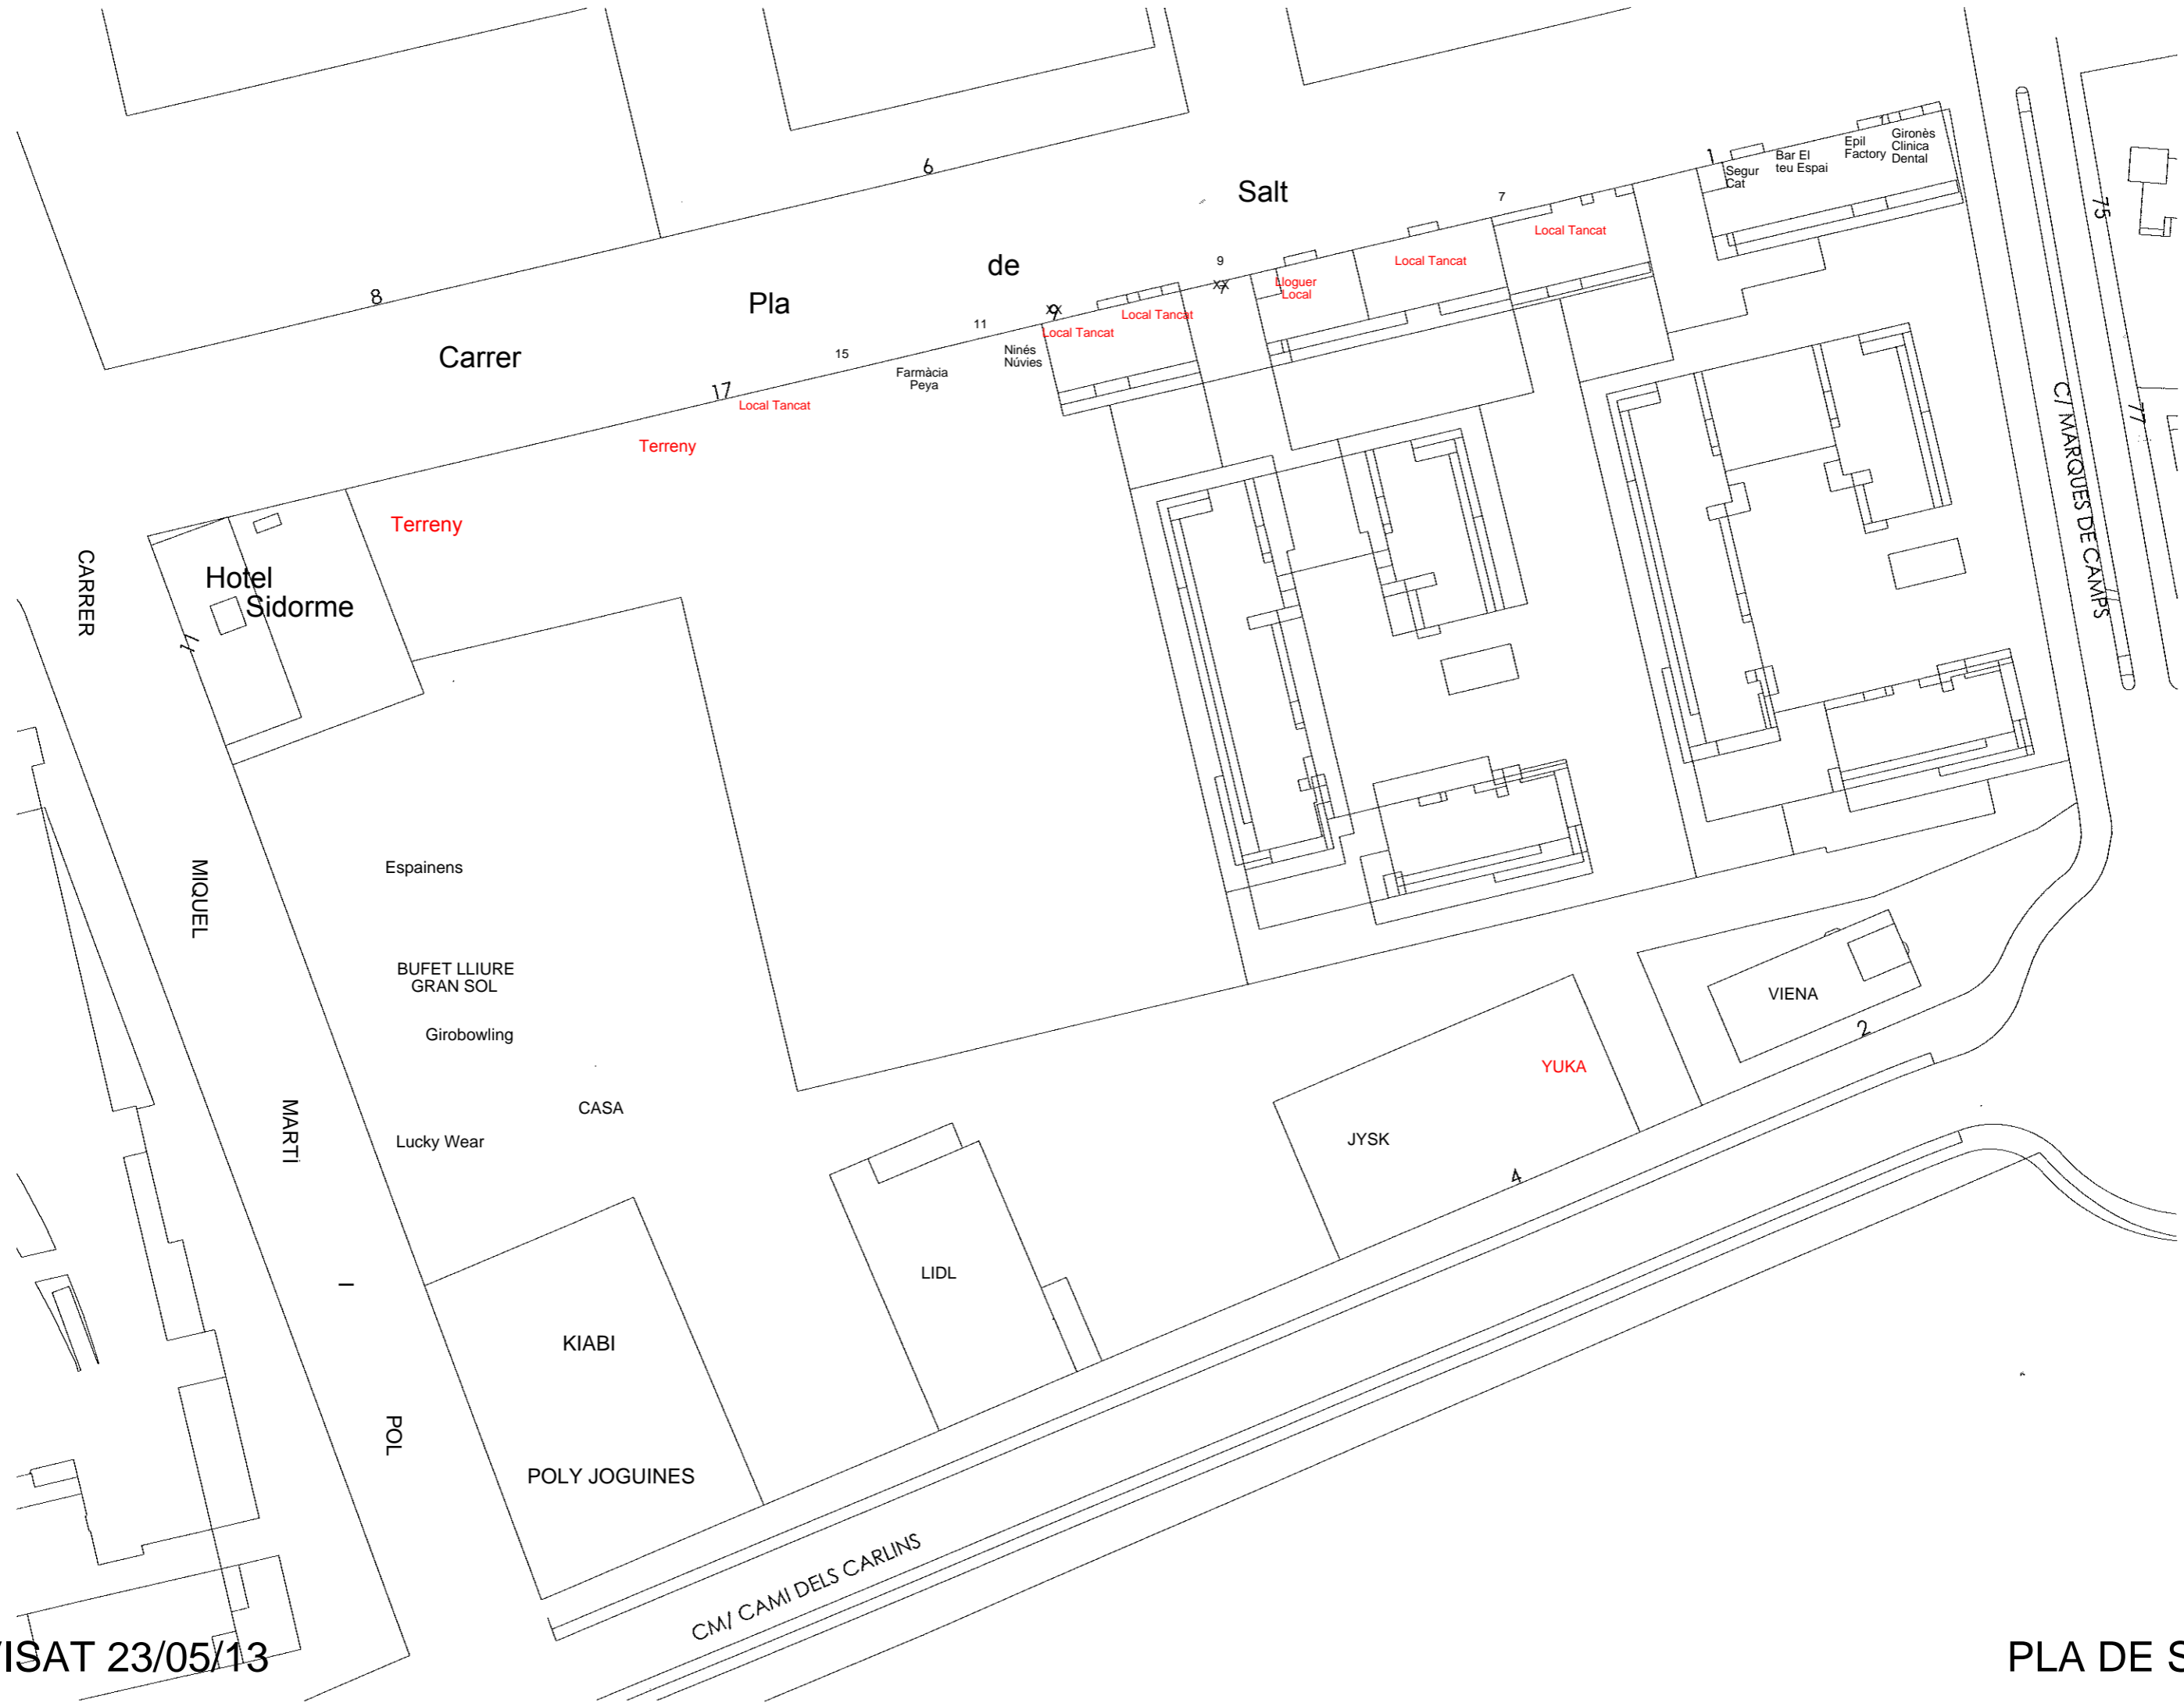 6
Salt
1
Segur
Cat
Bar El
teu Espai
Epil
Factory
Gironès
Clinica
Dental
75
7
Local Tancat
de
9
Local Tancat
Lloguer
Local
8
Pla
Local Tancat
Local Tancat
11
Ninés
Núvies
15
Farmàcia
Peya
Carrer
17
Local Tancat
Terreny
77
C/ MARQUES DE CAMPS
Terreny
CARRER
Hotel
Sidorme
MIQUEL
Espainens
BUFET LLIURE
GRAN SOL
Girobowling
VIENA
2
YUKA
CASA
MARTÍ
Lucky Wear
JYSK
4
I
LIDL
KIABI
POL
POLY JOGUINES
CM/ CAMI DELS CARLINS
VISAT 23/05/13
PLA DE S